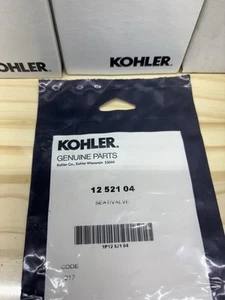 KOHLER.
KOHLER.
KOHLER.
GENUINE PARTS
Kohler Co., Kohler Wisconsin 53044
12 521 04
SEAT/VALVE
1P12 521 04
CODE